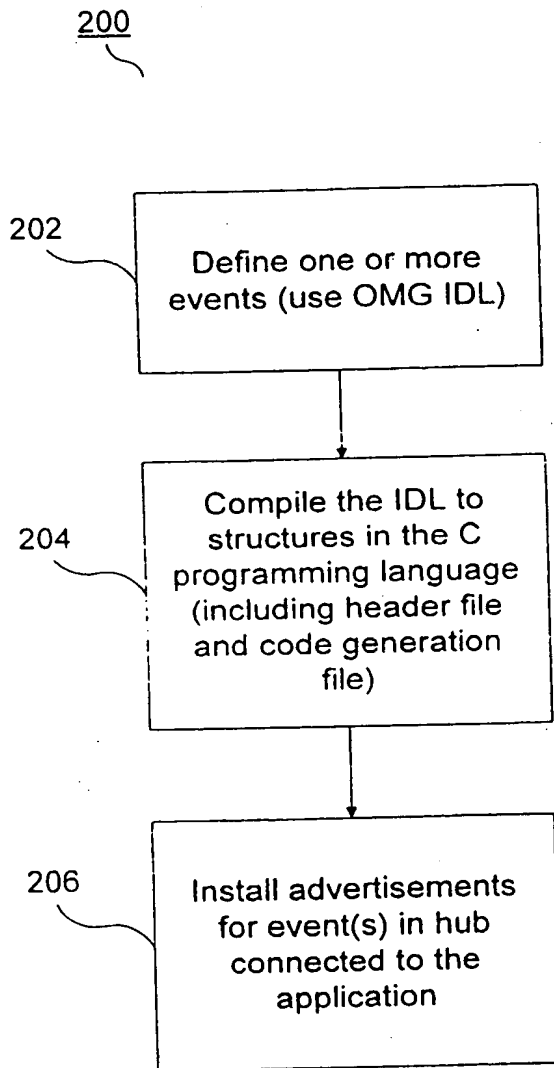 200
202
Define one or more
events (use OMG IDL)
204
Compile the IDL to
structures in the C
programming language
(including header file
and code generation
file)
206
Install advertisements
for event(s) in hub
connected to the
application